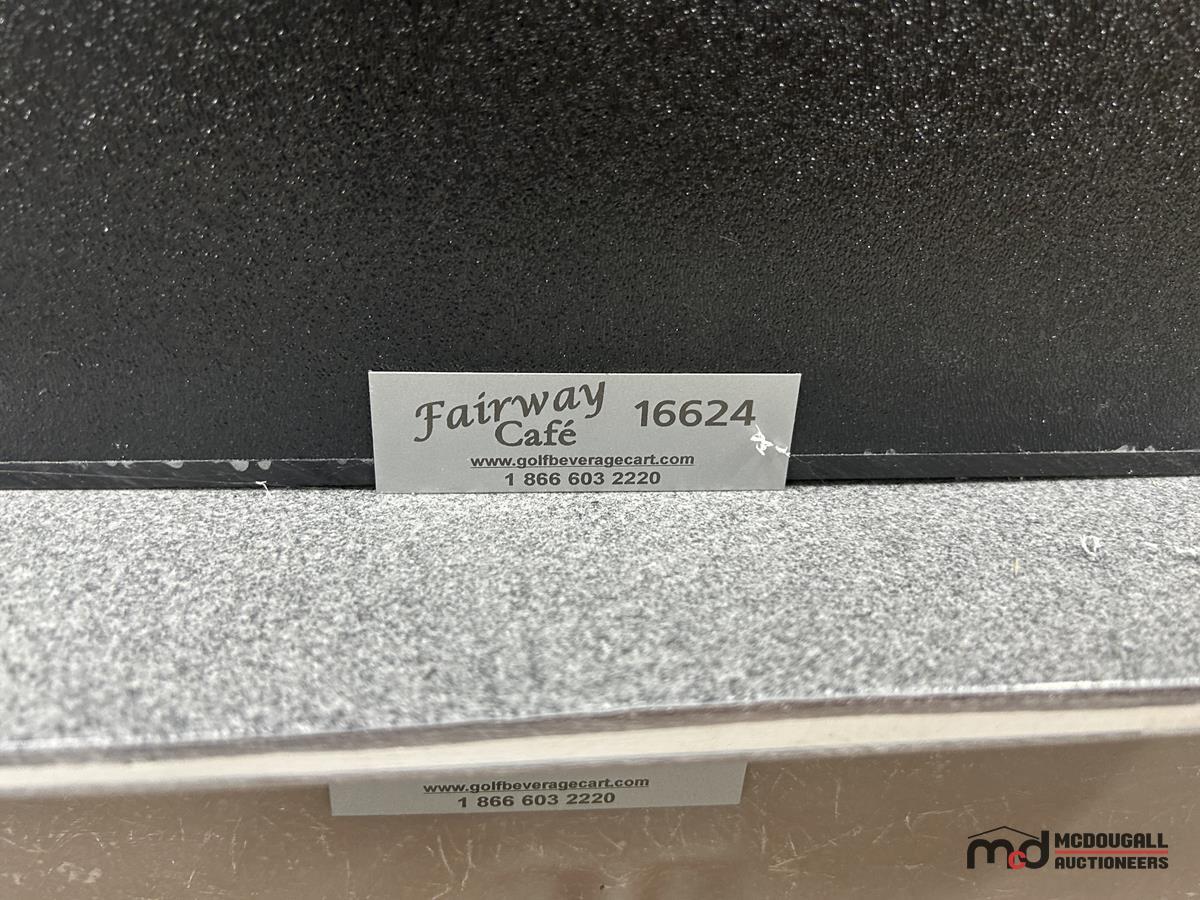 Fairway 16624
Café
www.golfbeveragecart.com
1 866 603 2220
www.golfbeveragecart.com
1 866 603 2220
mcd MCDOUGALL
AUCTIONEERS